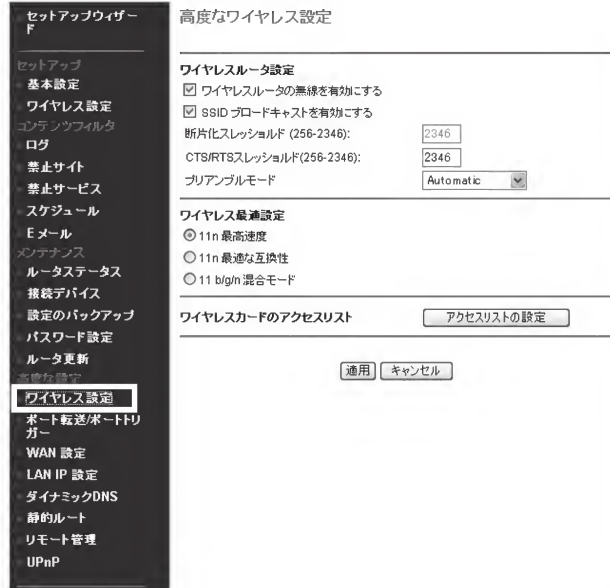 セットアップウィザー
ド
セットアップ
基本設定
ワイヤレス設定
コンテンツフィルタ
ログ
禁止サイト
禁止サービス
スケジュール
Eメール
メンテナンス
ルータステータス
接続デバイス
設定のバックアップ
パスワード設定
ルータ更新
高度な設定
ワイヤレス設定
ポート転送/ポートトリ
ガー
WAN 設定
LAN IP 設定
ダイナミックDNS
静的ルート
リモート管理
UPnP
高度なワイヤレス設定
ワイヤレスルータ設定
ワイヤレスルータの無線を有効にする
SSID ブロードキャストを有効にする
断片化スレッショルド (256-2346): 2346
CTS/RTSスレッショルド(256-2346): 2346
プリアンブルモード Automatic
ワイヤレス最適設定
11n 最高速度
11n 最適な互換性
11 b/g/n 混合モード
ワイヤレスカードのアクセスリスト アクセスリストの設定
適用 キャンセル